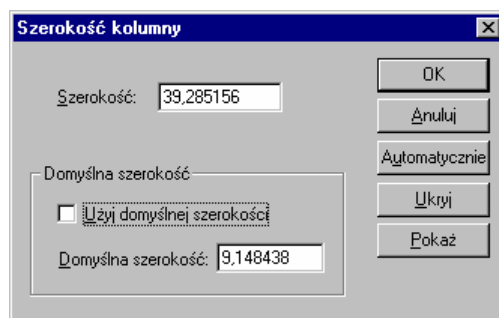 Szerokość kolumny
Szerokość: 39,285156
OK
Anuluj
Automatycznie
Ukryj
Pokaż
Domyślna szerokość
Użyj domyślnej szerokości
Domyślna szerokość: 9,148438